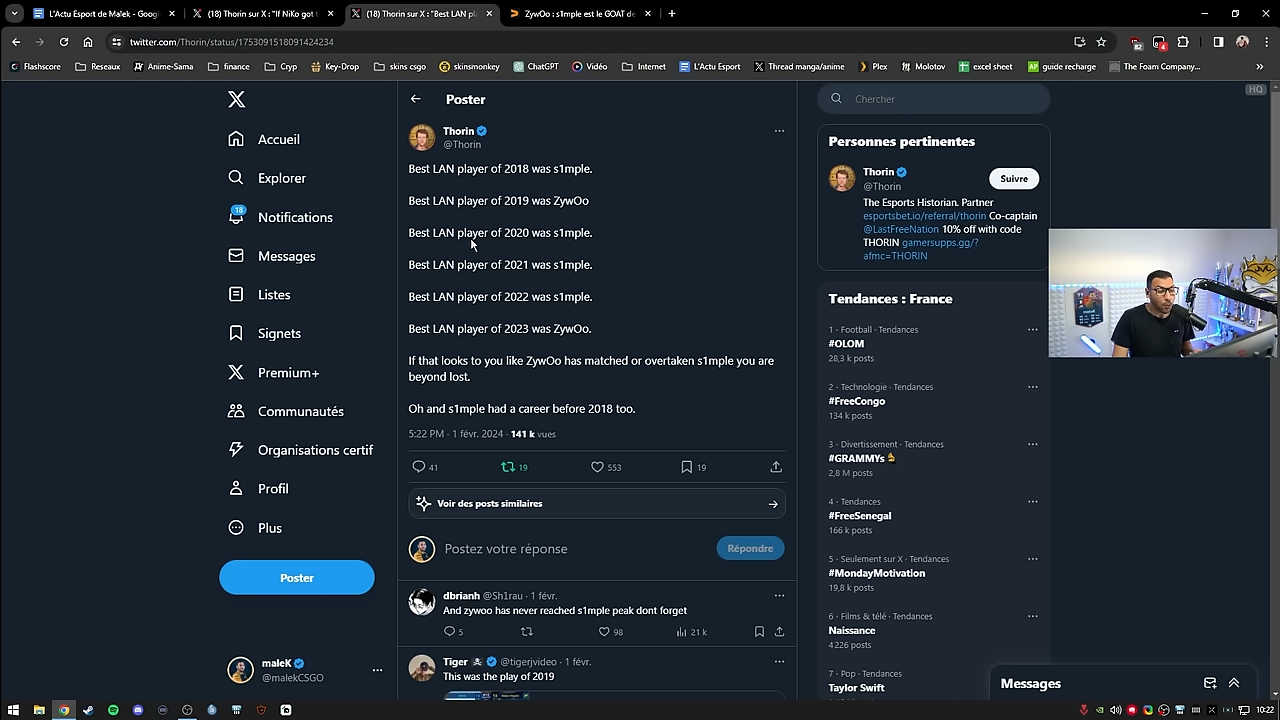 L'Actu Esport de Malek - Goog
(18) Thorin sur X : "If NiKo got t
(18) Thorin sur X : "Best LAN pl
ZywOo : s1mple est le GOAT de
twitter.com/Thorin/status/1753091518091424234
Flashscore
Reseaux
Anime-Sama
finance
Cryp
Key-Drop
skins csgo
skinsmonkey
ChatGPT
Vidéo
Internet
L'Actu Esport
Thread manga/anime
Plex
Molotov
excel sheet
guide recharge
The Foam Company...
Accueil
Explorer
18
Notifications
Messages
Listes
Signets
Premium+
Communautés
Organisations certif
Profil
Plus
Poster
maleK
@malekCSGO
Poster
Thorin
@Thorin
Best LAN player of 2018 was s1mple.
Best LAN player of 2019 was ZywOo
Best LAN player of 2020 was s1mple.
Best LAN player of 2021 was s1mple.
Best LAN player of 2022 was s1mple.
Best LAN player of 2023 was ZywOo.
If that looks to you like ZywOo has matched or overtaken s1mple you are
beyond lost.
Oh and s1mple had a career before 2018 too.
5:22 PM · 1 févr. 2024 · 141 k vues
41 19 553 19
Voir des posts similaires
Postez votre réponse
Répondre
dbrianh @Sh1rau · 1 févr.
And zywoo has never reached s1mple peak dont forget
5 98 21 k
Tiger @tigerjvideo · 1 févr.
This was the play of 2019
Chercher
HQ
Personnes pertinentes
Thorin
@Thorin
Suivre
The Esports Historian. Partner
esportsbet.io/referral/thorin Co-captain
@LastFreeNation 10% off with code
THORIN gamersupps.gg/?
afmc=THORIN
Tendances : France
1 · Football · Tendances
#OLOM
28,3 k posts
2 · Technologie · Tendances
#FreeCongo
134 k posts
3 · Divertissement · Tendances
#GRAMMYs
2,8 M posts
4 · Tendances
#FreeSenegal
166 k posts
5 · Seulement sur X · Tendances
#MondayMotivation
19,8 k posts
6 · Films & télé · Tendances
Naissance
4 226 posts
7 · Pop · Tendances
Taylor Swift
Messages
10:22